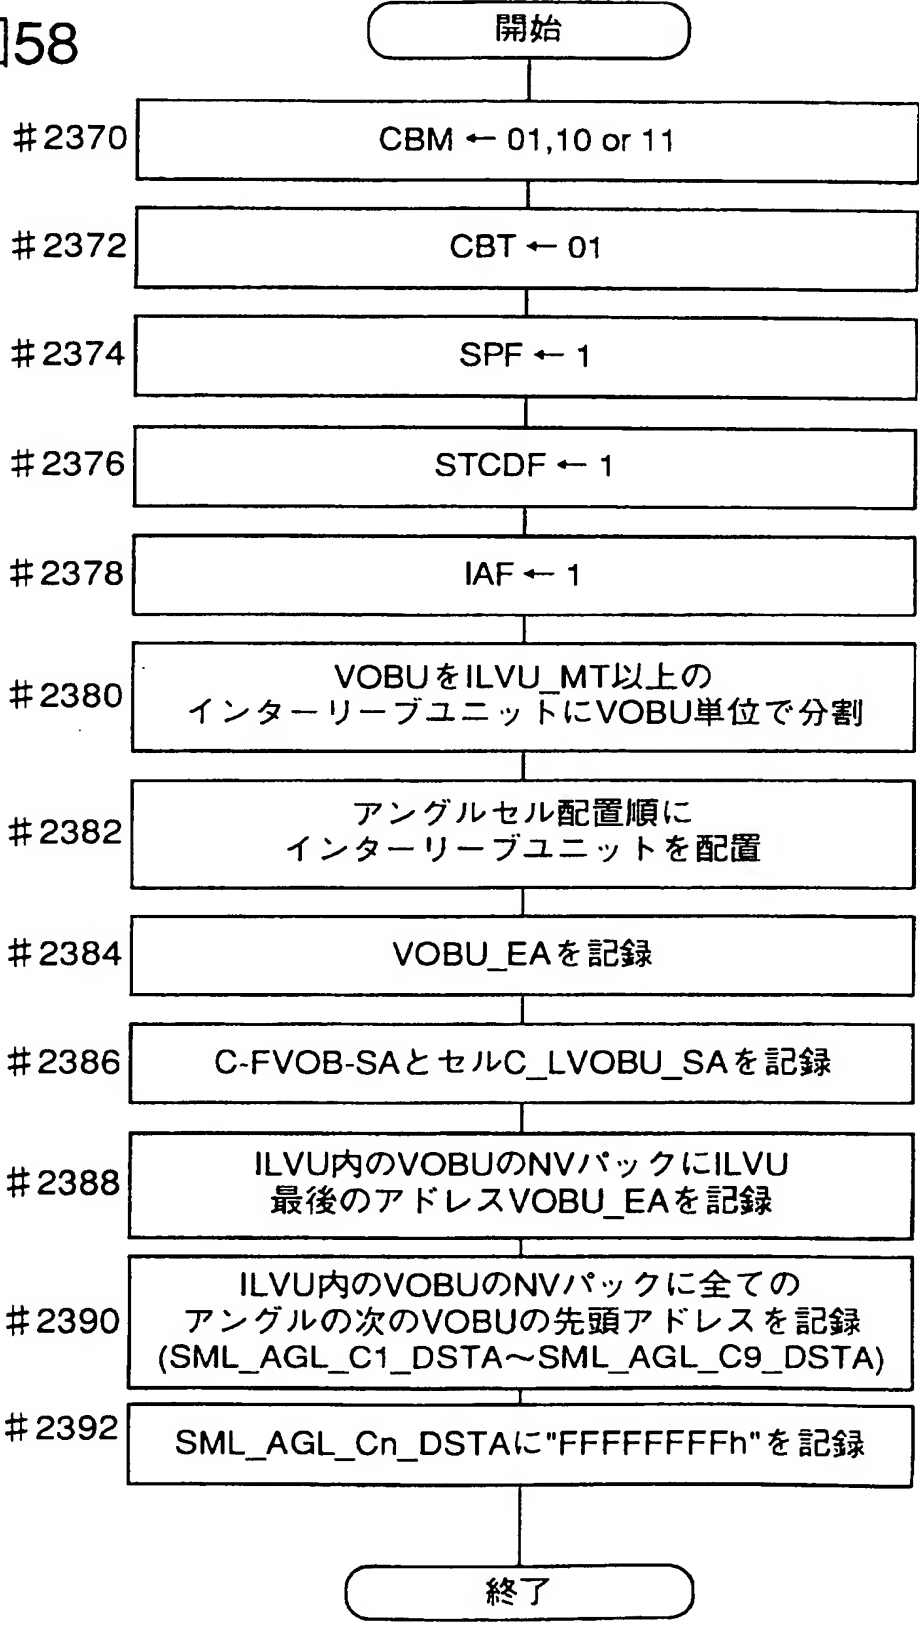 図58
開始
#2370
CBM ← 01,10 or 11
#2372
CBT ← 01
#2374
SPF ← 1
#2376
STCDF ← 1
#2378
IAF ← 1
#2380
VOBUをILVU_MT以上の
インターリーブユニットにVOBU単位で分割
#2382
アングルセル配置順に
インターリーブユニットを配置
#2384
VOBU_EAを記録
#2386
C-FVOB-SAとセルC_LVOBU_SAを記録
#2388
ILVU内のVOBUのNVパックにILVU
最後のアドレスVOBU_EAを記録
#2390
ILVU内のVOBUのNVパックに全ての
アングルの次のVOBUの先頭アドレスを記録
(SML_AGL_C1_DSTA～SML_AGL_C9_DSTA)
#2392
SML_AGL_Cn_DSTAに"FFFFFFFFh"を記録
終了